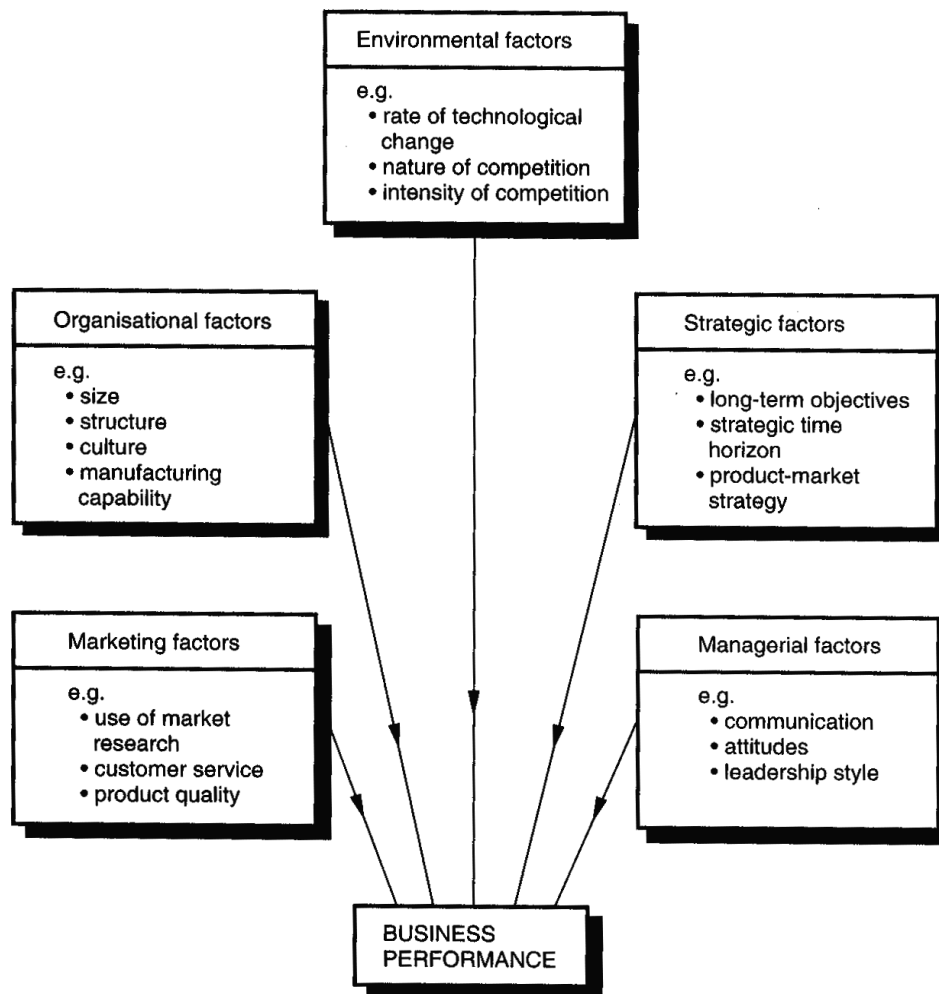 Environmental factors
e.g.
• rate of technological
change
• nature of competition
• intensity of competition
Organisational factors
e.g.
• size
• structure
• culture
• manufacturing
capability
Strategic factors
e.g.
• long-term objectives
• strategic time
horizon
• product-market
strategy
Marketing factors
e.g.
• use of market
research
• customer service
• product quality
Managerial factors
e.g.
• communication
• attitudes
• leadership style
BUSINESS
PERFORMANCE